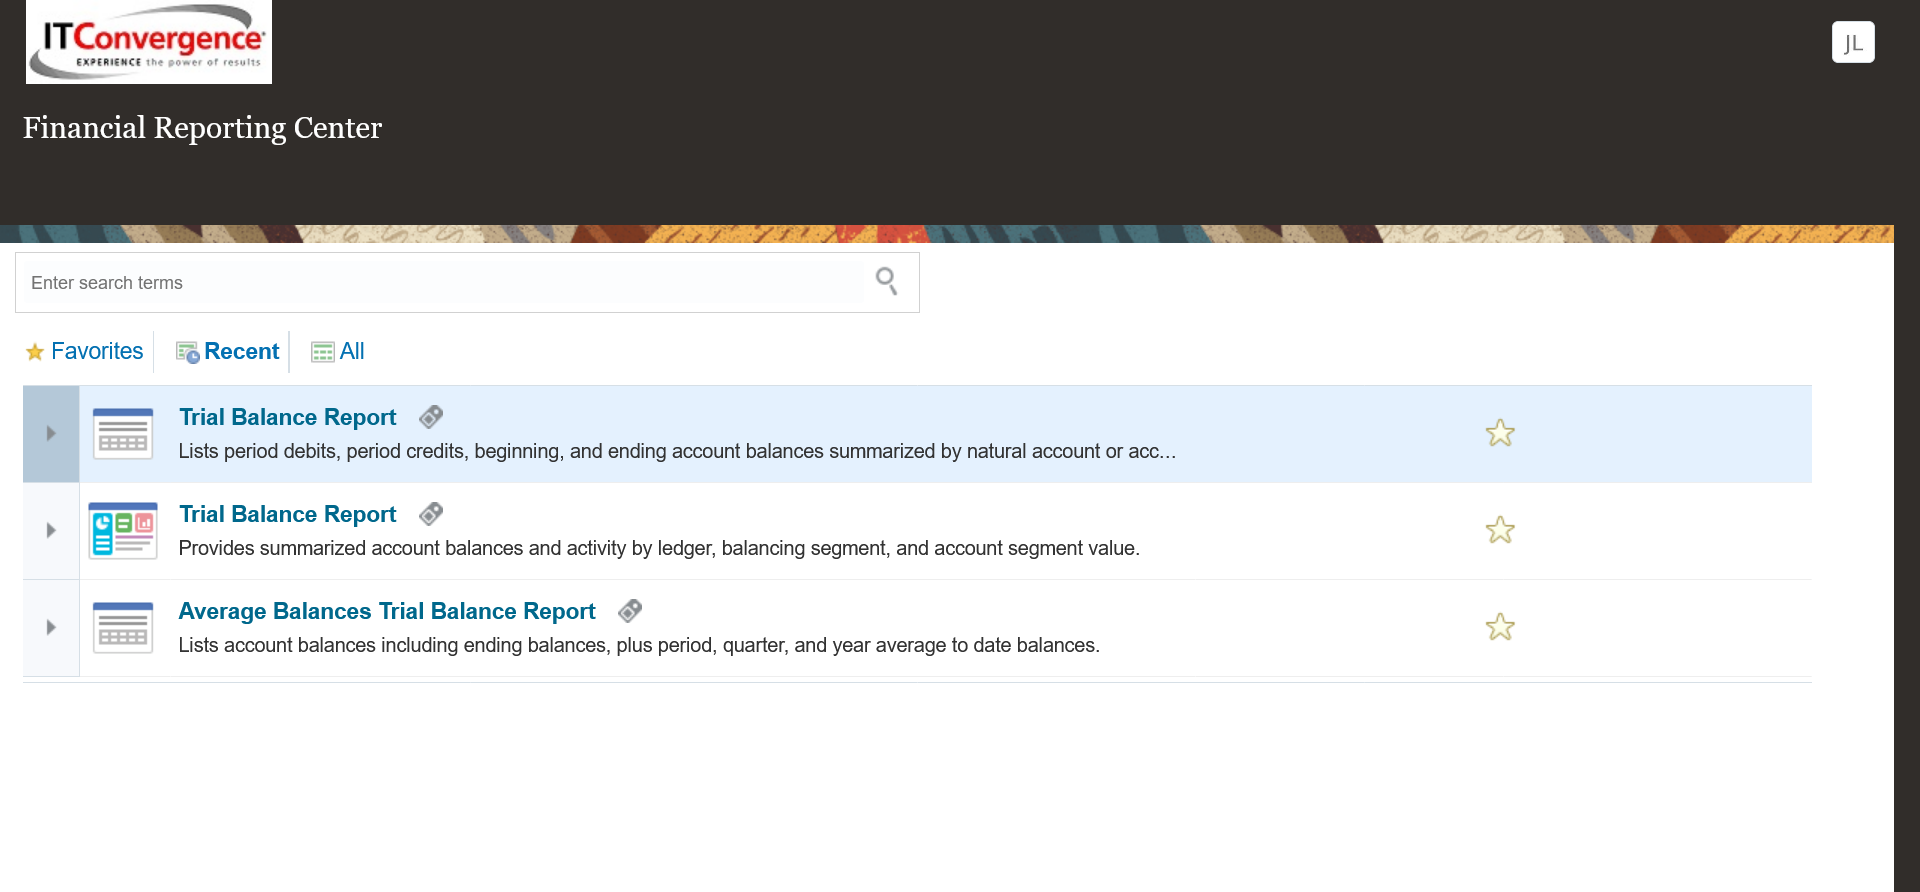 ITConvergence
EXPERIENCE the power of results
JL
Financial Reporting Center
Enter search terms
Favorites
Recent
All
Trial Balance Report
Lists period debits, period credits, beginning, and ending account balances summarized by natural account or acc...
Trial Balance Report
Provides summarized account balances and activity by ledger, balancing segment, and account segment value.
Average Balances Trial Balance Report
Lists account balances including ending balances, plus period, quarter, and year average to date balances.